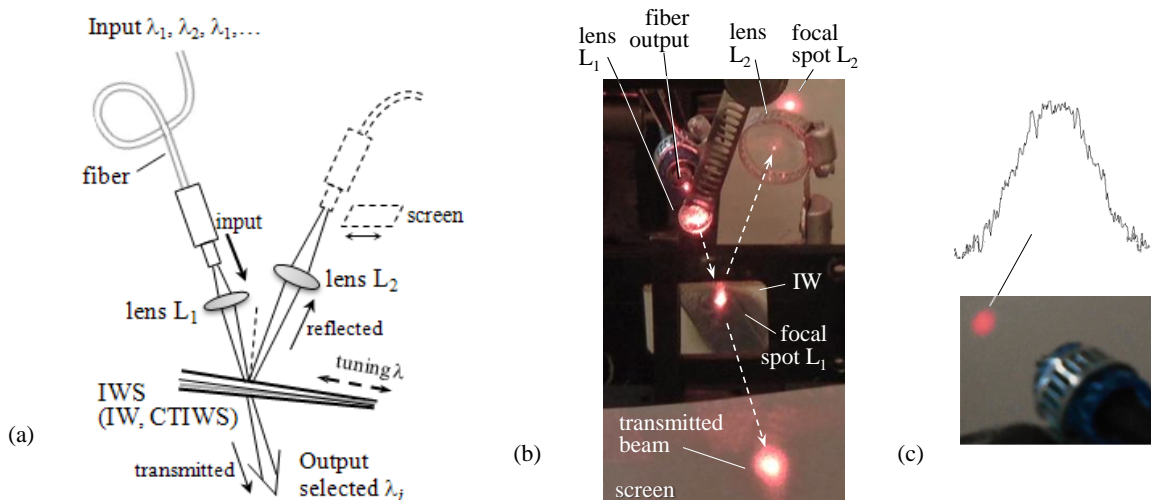 Input λ₁, λ₂, λ₁,...
fiber
input
screen
lens L₁
lens L₂
reflected
tuning λ
IWS
(IW, CTIWS)
transmitted
Output
selected λⱼ
(a)
lens
L₁
fiber
output
lens
L₂
focal
spot L₂
IW
focal
spot L₁
transmitted
beam
screen
(b)
(c)